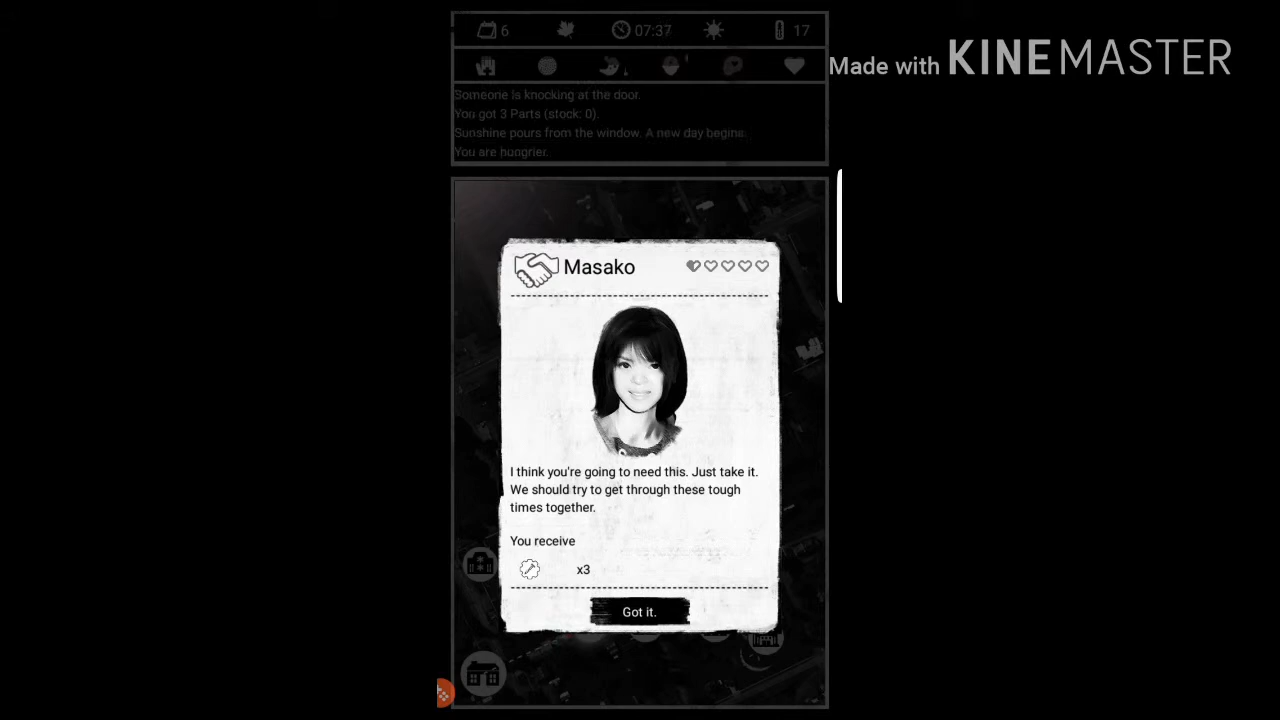 6 07:37 17
Made with KINEMASTER
Someone is knocking at the door.
You got 3 Parts (stock: 0).
Sunshine pours from the window. A new day begins.
You are hungrier.
Masako
I think you're going to need this. Just take it.
We should try to get through these tough
times together.
You receive
x3
Got it.